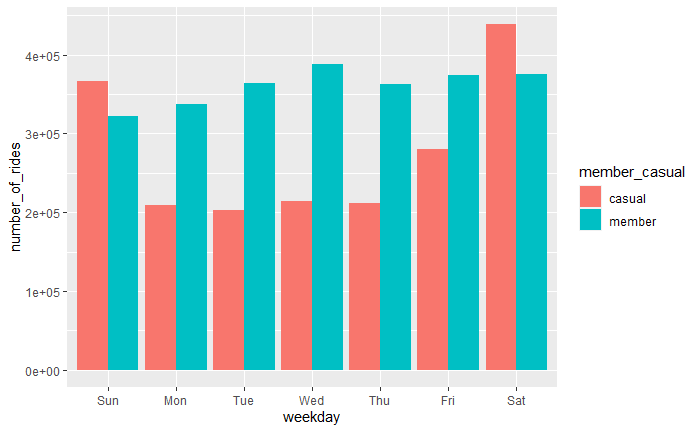 4e+05
3e+05
2e+05
1e+05
0e+00
number_of_rides
Sun Mon Tue Wed Thu Fri Sat
weekday
member_casual
casual
member